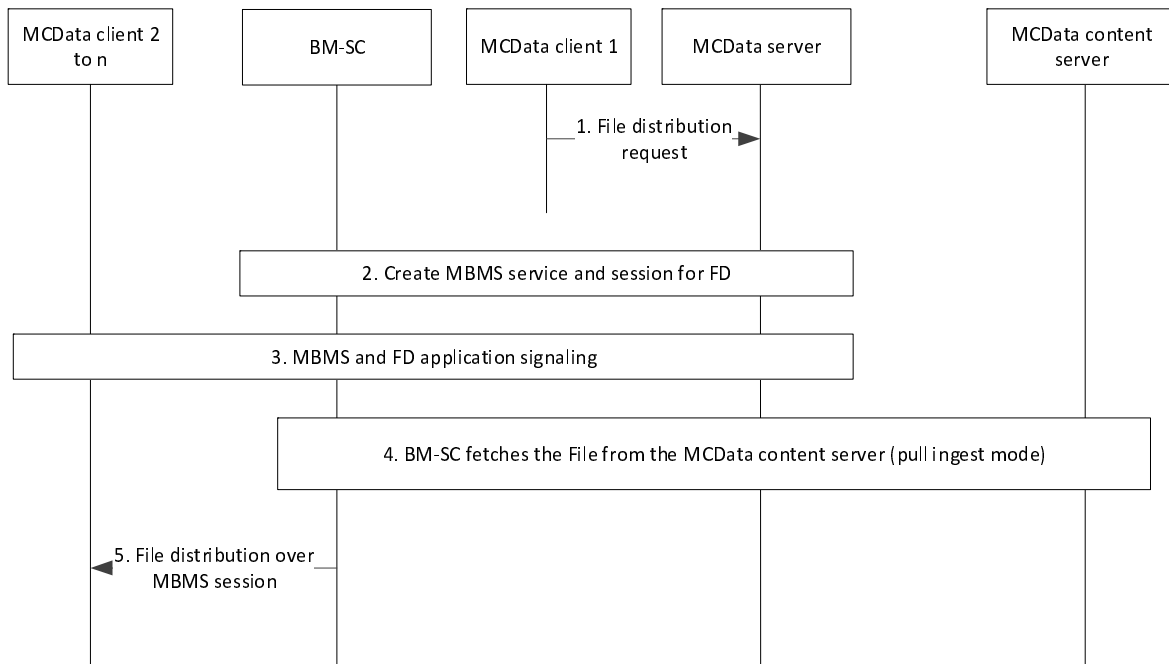 MCData client 2
to n
BM-SC
MCData client 1
MCData server
MCData content
server
1. File distribution
request
2. Create MBMS service and session for FD
3. MBMS and FD application signaling
4. BM-SC fetches the File from the MCData content server (pull ingest mode)
5. File distribution over
MBMS session